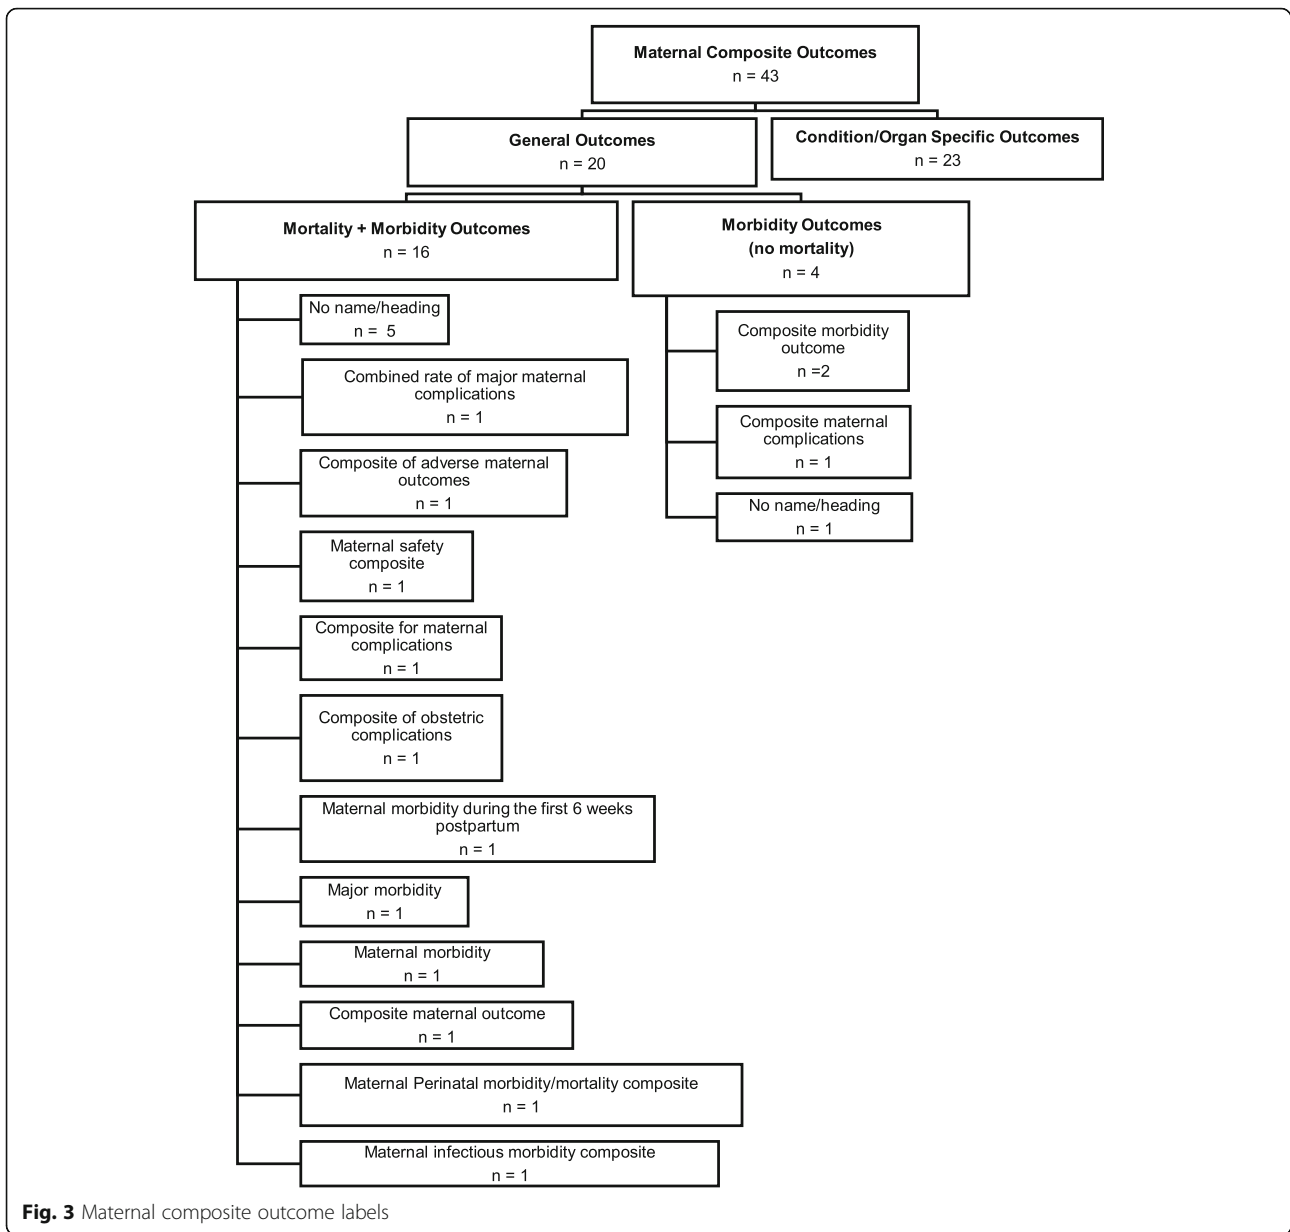 Maternal Composite Outcomes
n = 43
General Outcomes
n = 20
Condition/Organ Specific Outcomes
n = 23
Mortality + Morbidity Outcomes
n = 16
Morbidity Outcomes
(no mortality)
n = 4
No name/heading
n =  5
Combined rate of major maternal
complications
n = 1
Composite of adverse maternal
outcomes
n = 1
Maternal safety
composite
n = 1
Composite for maternal
complications
n = 1
Composite of obstetric
complications
n = 1
Maternal morbidity during the first 6 weeks
postpartum
n = 1
Major morbidity
n = 1
Maternal morbidity
n = 1
Composite maternal outcome
n = 1
Maternal Perinatal morbidity/mortality composite
n = 1
Maternal infectious morbidity composite
n = 1
Composite morbidity
outcome
n =2
Composite maternal
complications
n = 1
No name/heading
n = 1
Fig. 3 Maternal composite outcome labels